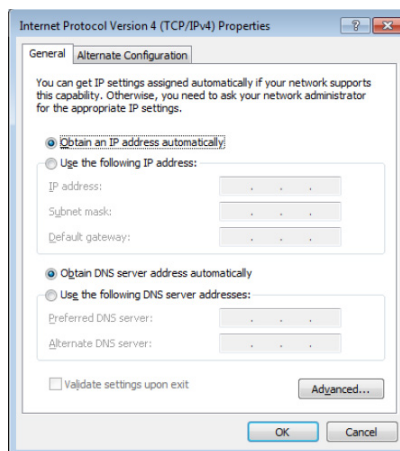 Internet Protocol Version 4 (TCP/IPv4) Properties
General
Alternate Configuration
You can get IP settings assigned automatically if your network supports
this capability. Otherwise, you need to ask your network administrator
for the appropriate IP settings.
Obtain an IP address automatically
Use the following IP address:
IP address:
Subnet mask:
Default gateway:
Obtain DNS server address automatically
Use the following DNS server addresses:
Preferred DNS server:
Alternate DNS server:
Validate settings upon exit
Advanced...
OK
Cancel